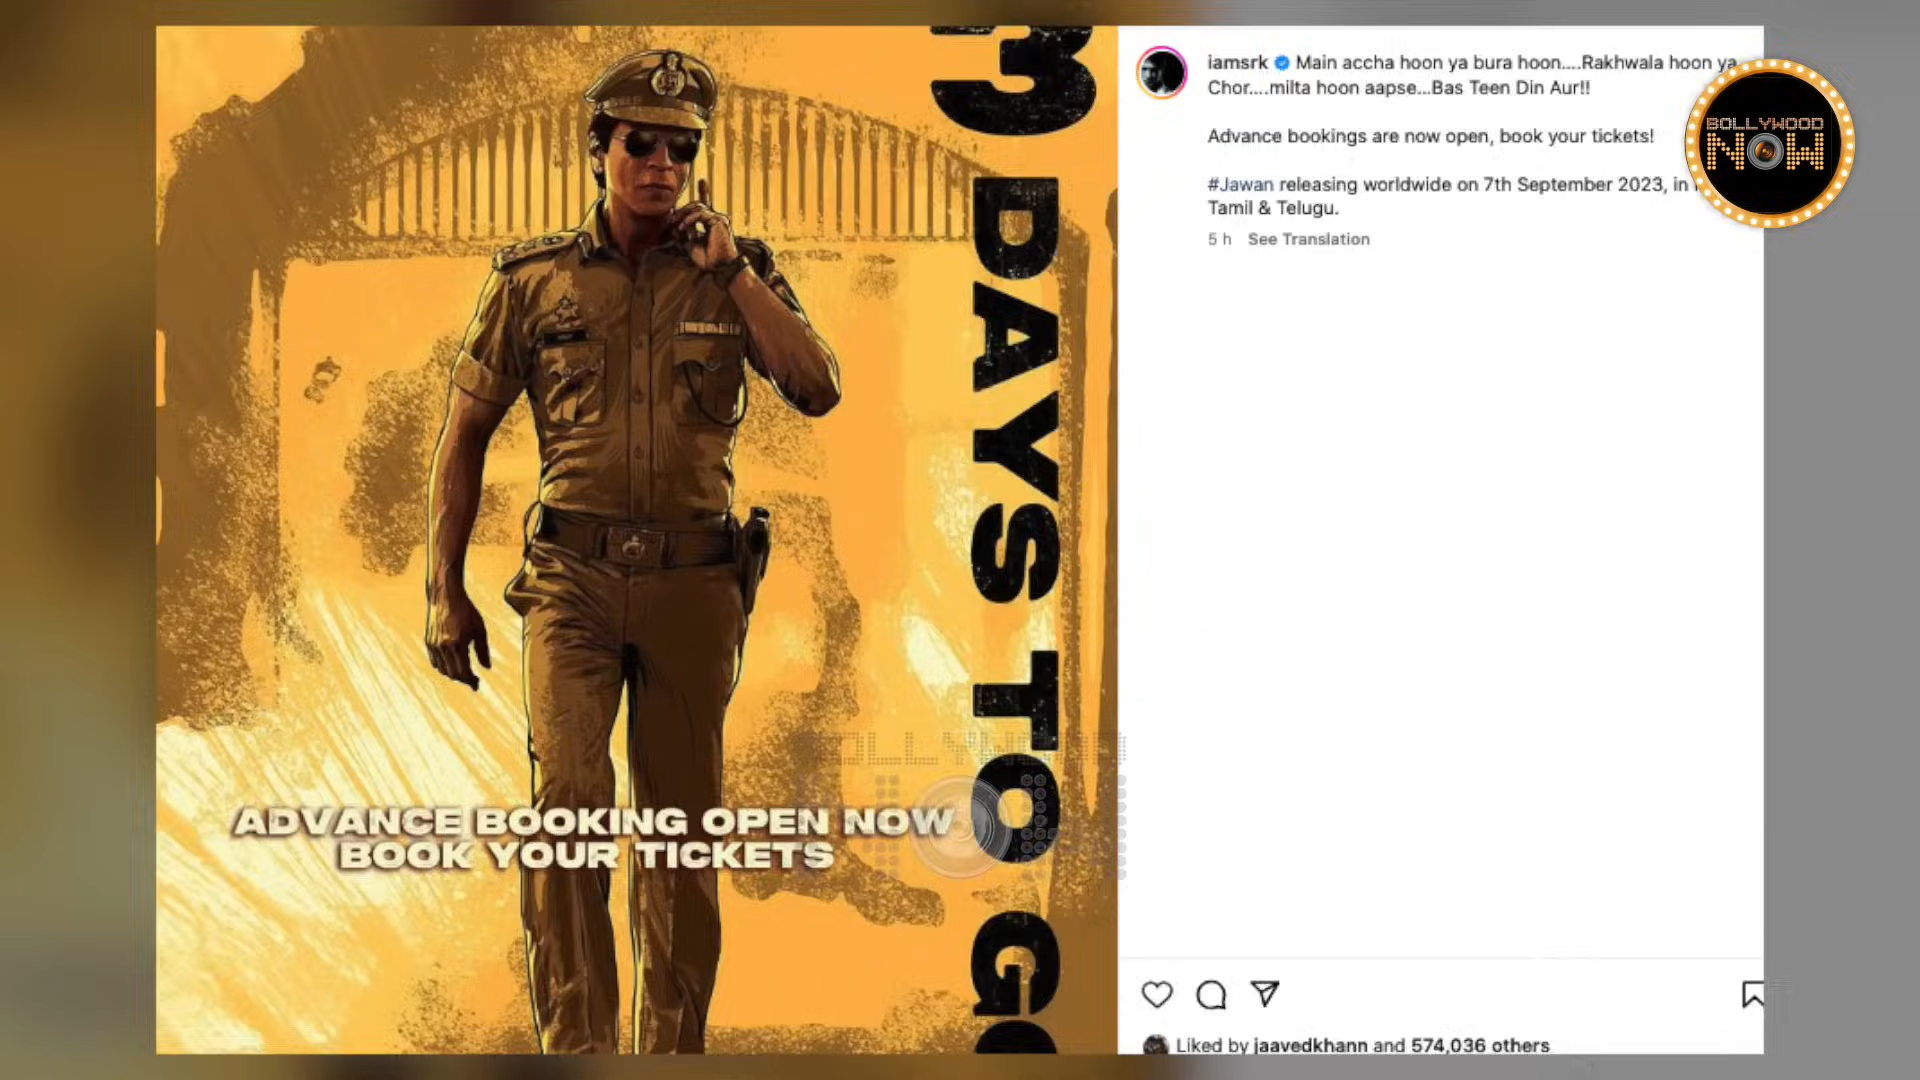 3 DAYS TO GO
ADVANCE BOOKING OPEN NOW
BOOK YOUR TICKETS
iamsrk Main accha hoon ya bura hoon....Rakhwala hoon ya
Chor....milta hoon aapse...Bas Teen Din Aur!!
Advance bookings are now open, book your tickets!
#Jawan releasing worldwide on 7th September 2023, in
Tamil & Telugu.
5 h See Translation
Liked by jaavedkhann and 574,036 others
BOLLYWOOD
NOW
BOLLYWOOD